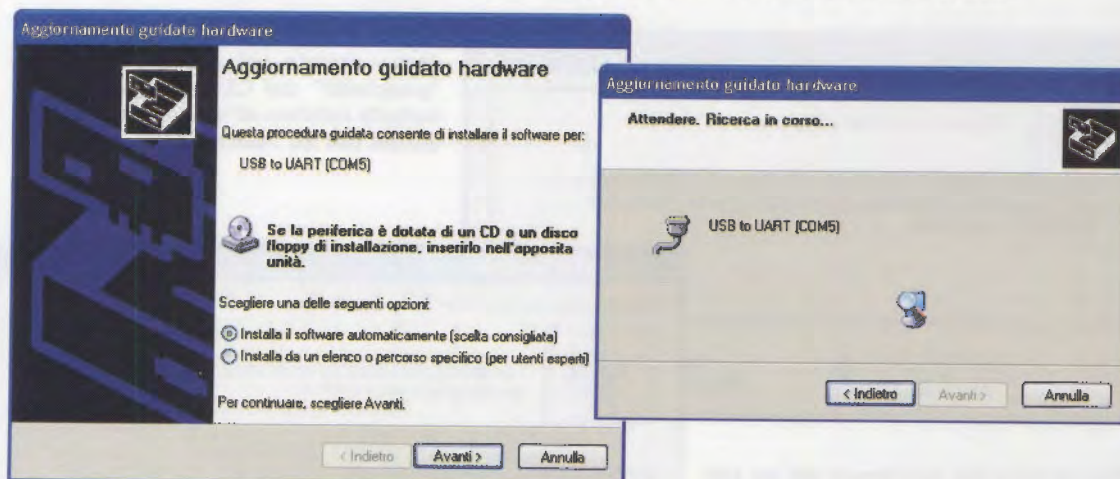 Aggiornamento guidato hardware
Aggiornamento guidato hardware
Questa procedura guidata consente di installare il software per:
USB to UART (COM5)
Se la periferica è dotata di un CD o un disco
floppy di installazione, inserirlo nell'apposita
unità.
Scegliere una delle seguenti opzioni:
Installa il software automaticamente (scelta consigliata)
Installa da un elenco o percorso specifico (per utenti esperti)
Per continuare, scegliere Avanti.
< Indietro Avanti > Annulla
Aggiornamento guidato hardware
Attendere. Ricerca in corso...
USB to UART (COM5)
< Indietro Avanti > Annulla